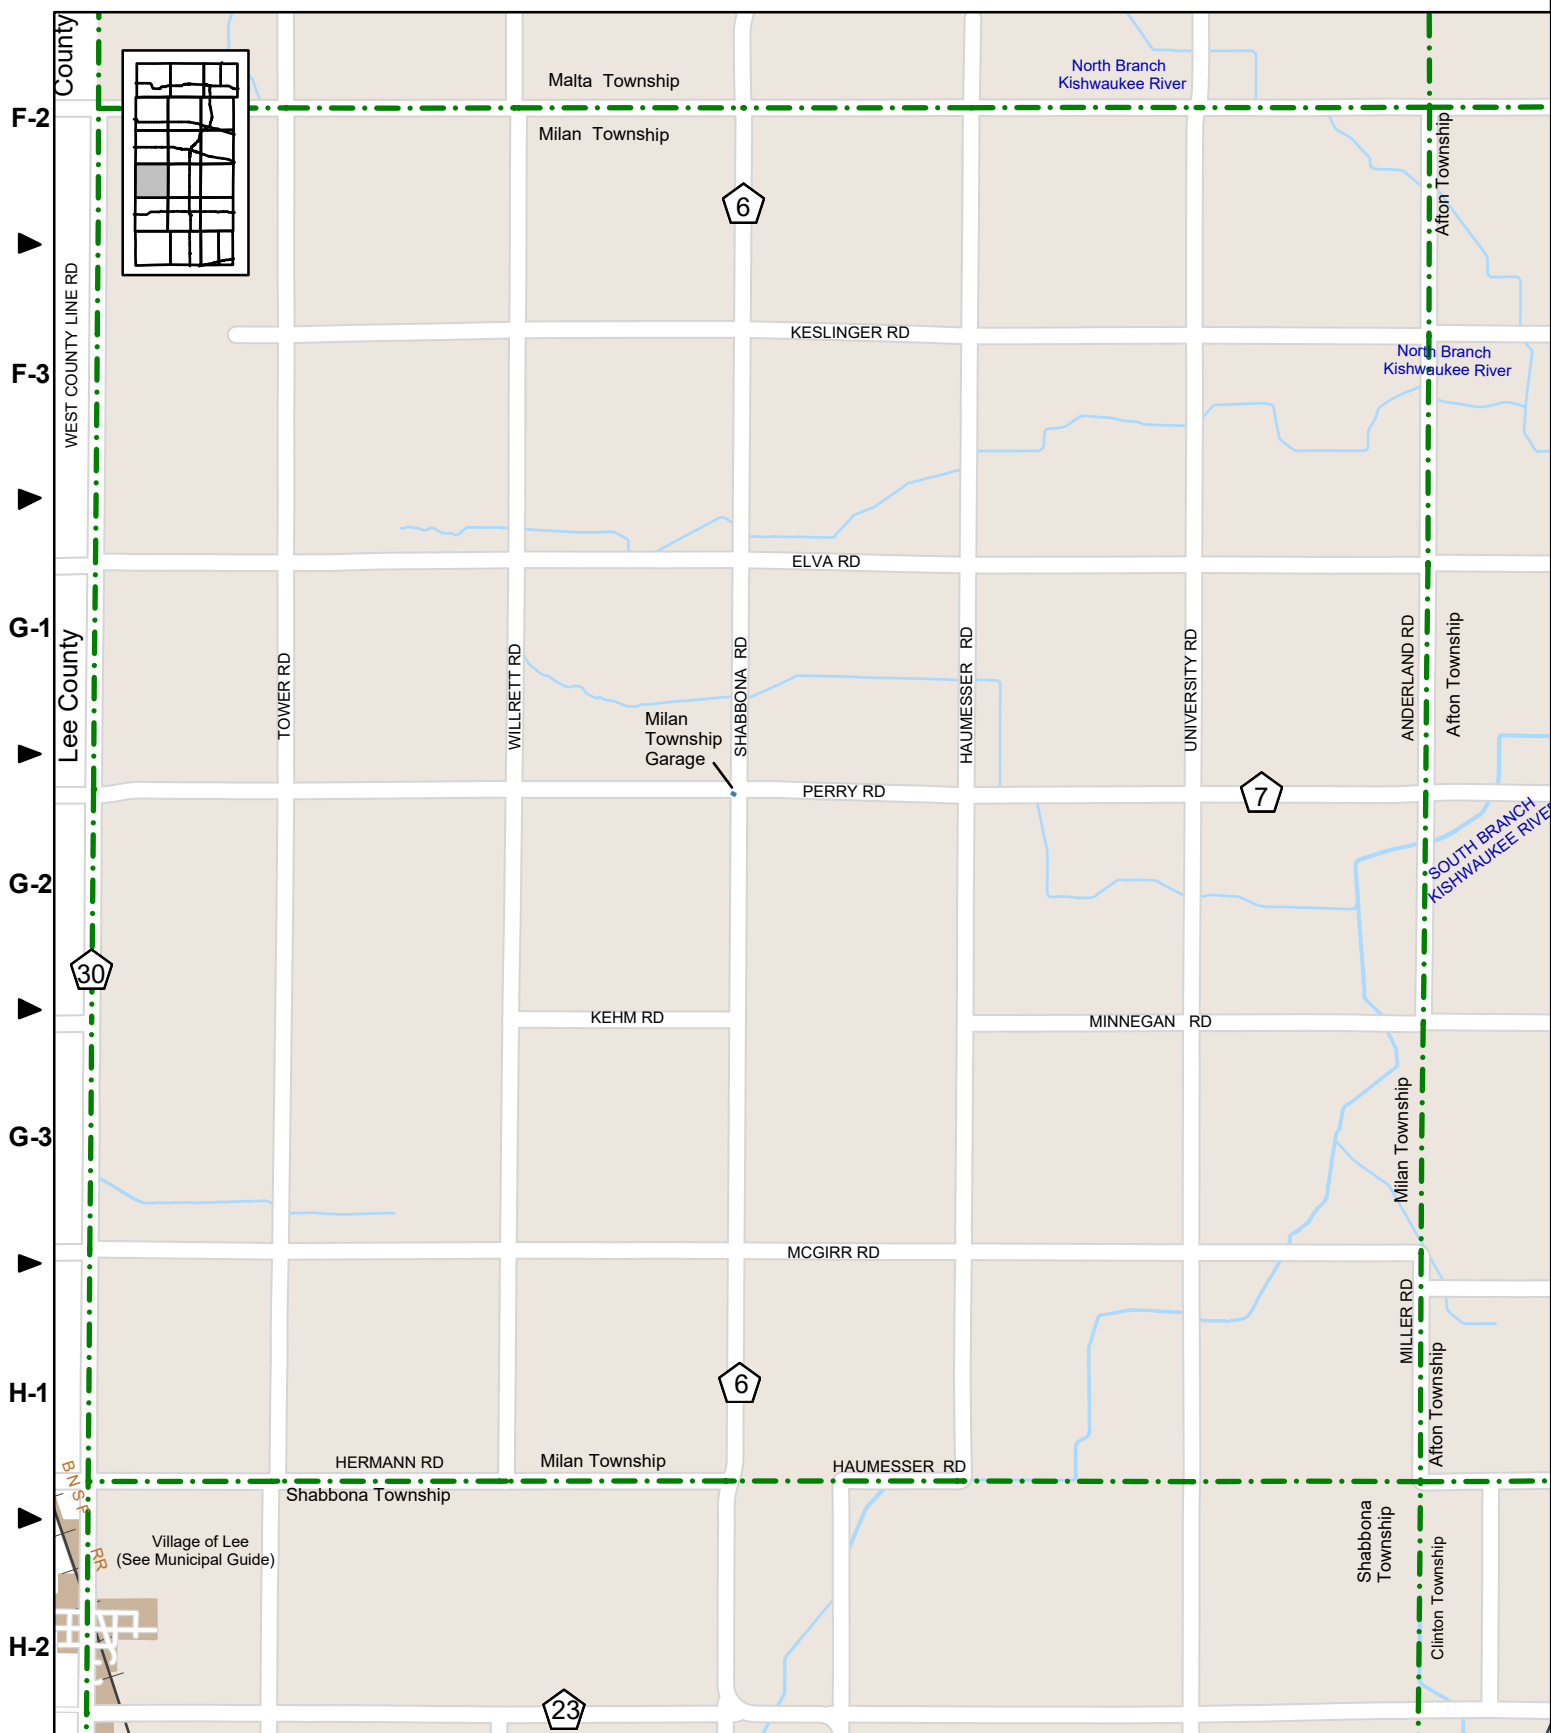 County
Malta Township
North Branch
Kishwaukee River
F-2
Milan Township
Afton Township
6
WEST COUNTY LINE RD
KESLINGER RD
North Branch
Kishwaukee River
F-3
ELVA RD
G-1
Lee County
TOWER RD
WILLRETT RD
SHABBONA RD
HAUMESSER RD
UNIVERSITY RD
ANDERLAND RD
Afton Township
Milan
Township
Garage
PERRY RD
7
SOUTH BRANCH
KISHWAUKEE RIVER
G-2
30
KEHM RD
MINNEGAN RD
G-3
Milan Township
MCGIRR RD
MILLER RD
6
H-1
Afton Township
HERMANN RD
Milan Township
HAUMESSER RD
Shabbona Township
BNSF RR
Village of Lee
(See Municipal Guide)
Shabbona
Township
Clinton Township
H-2
23